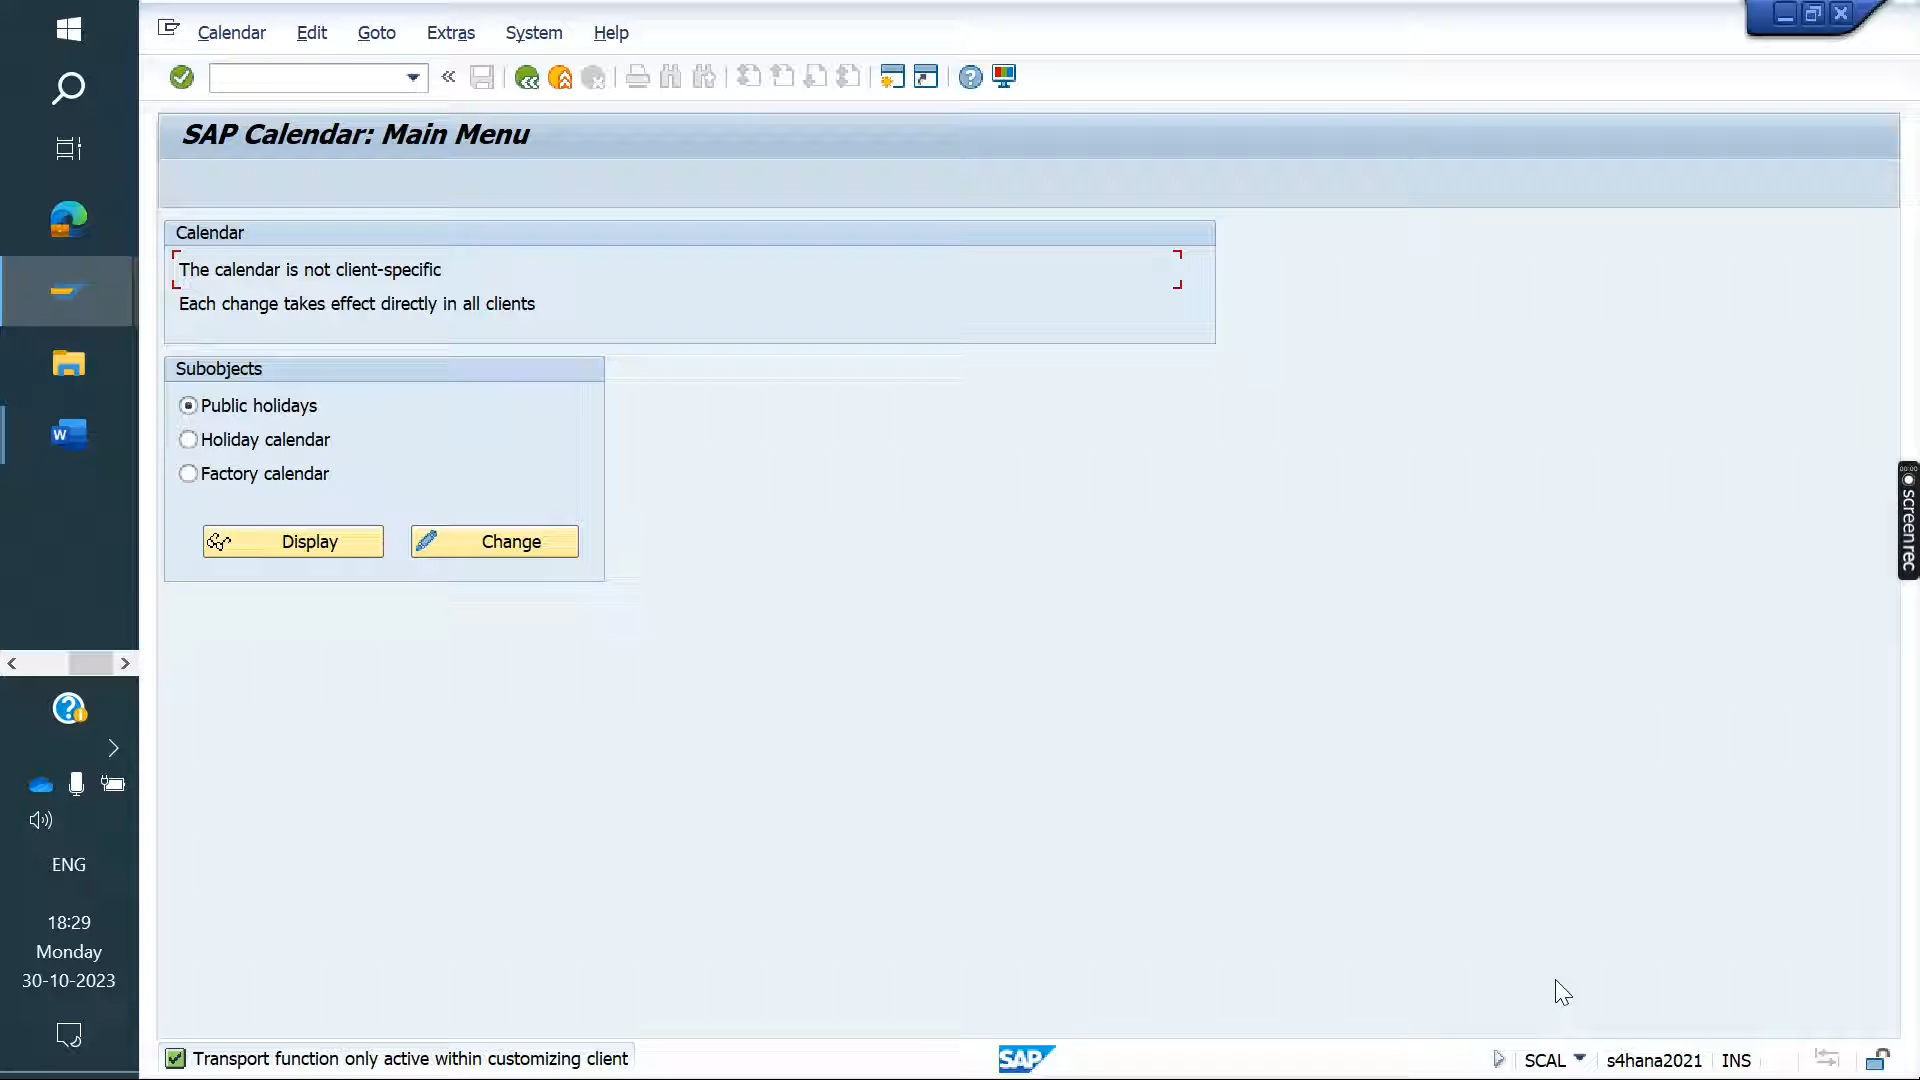 Calendar Edit Goto Extras System Help
SAP Calendar: Main Menu
Calendar
The calendar is not client-specific
Each change takes effect directly in all clients
Subobjects
Public holidays
Holiday calendar
Factory calendar
Display Change
00:00
screenrec
W
ENG
18:29
Monday
30-10-2023
Transport function only active within customizing client
SAP
SCAL s4hana2021 INS